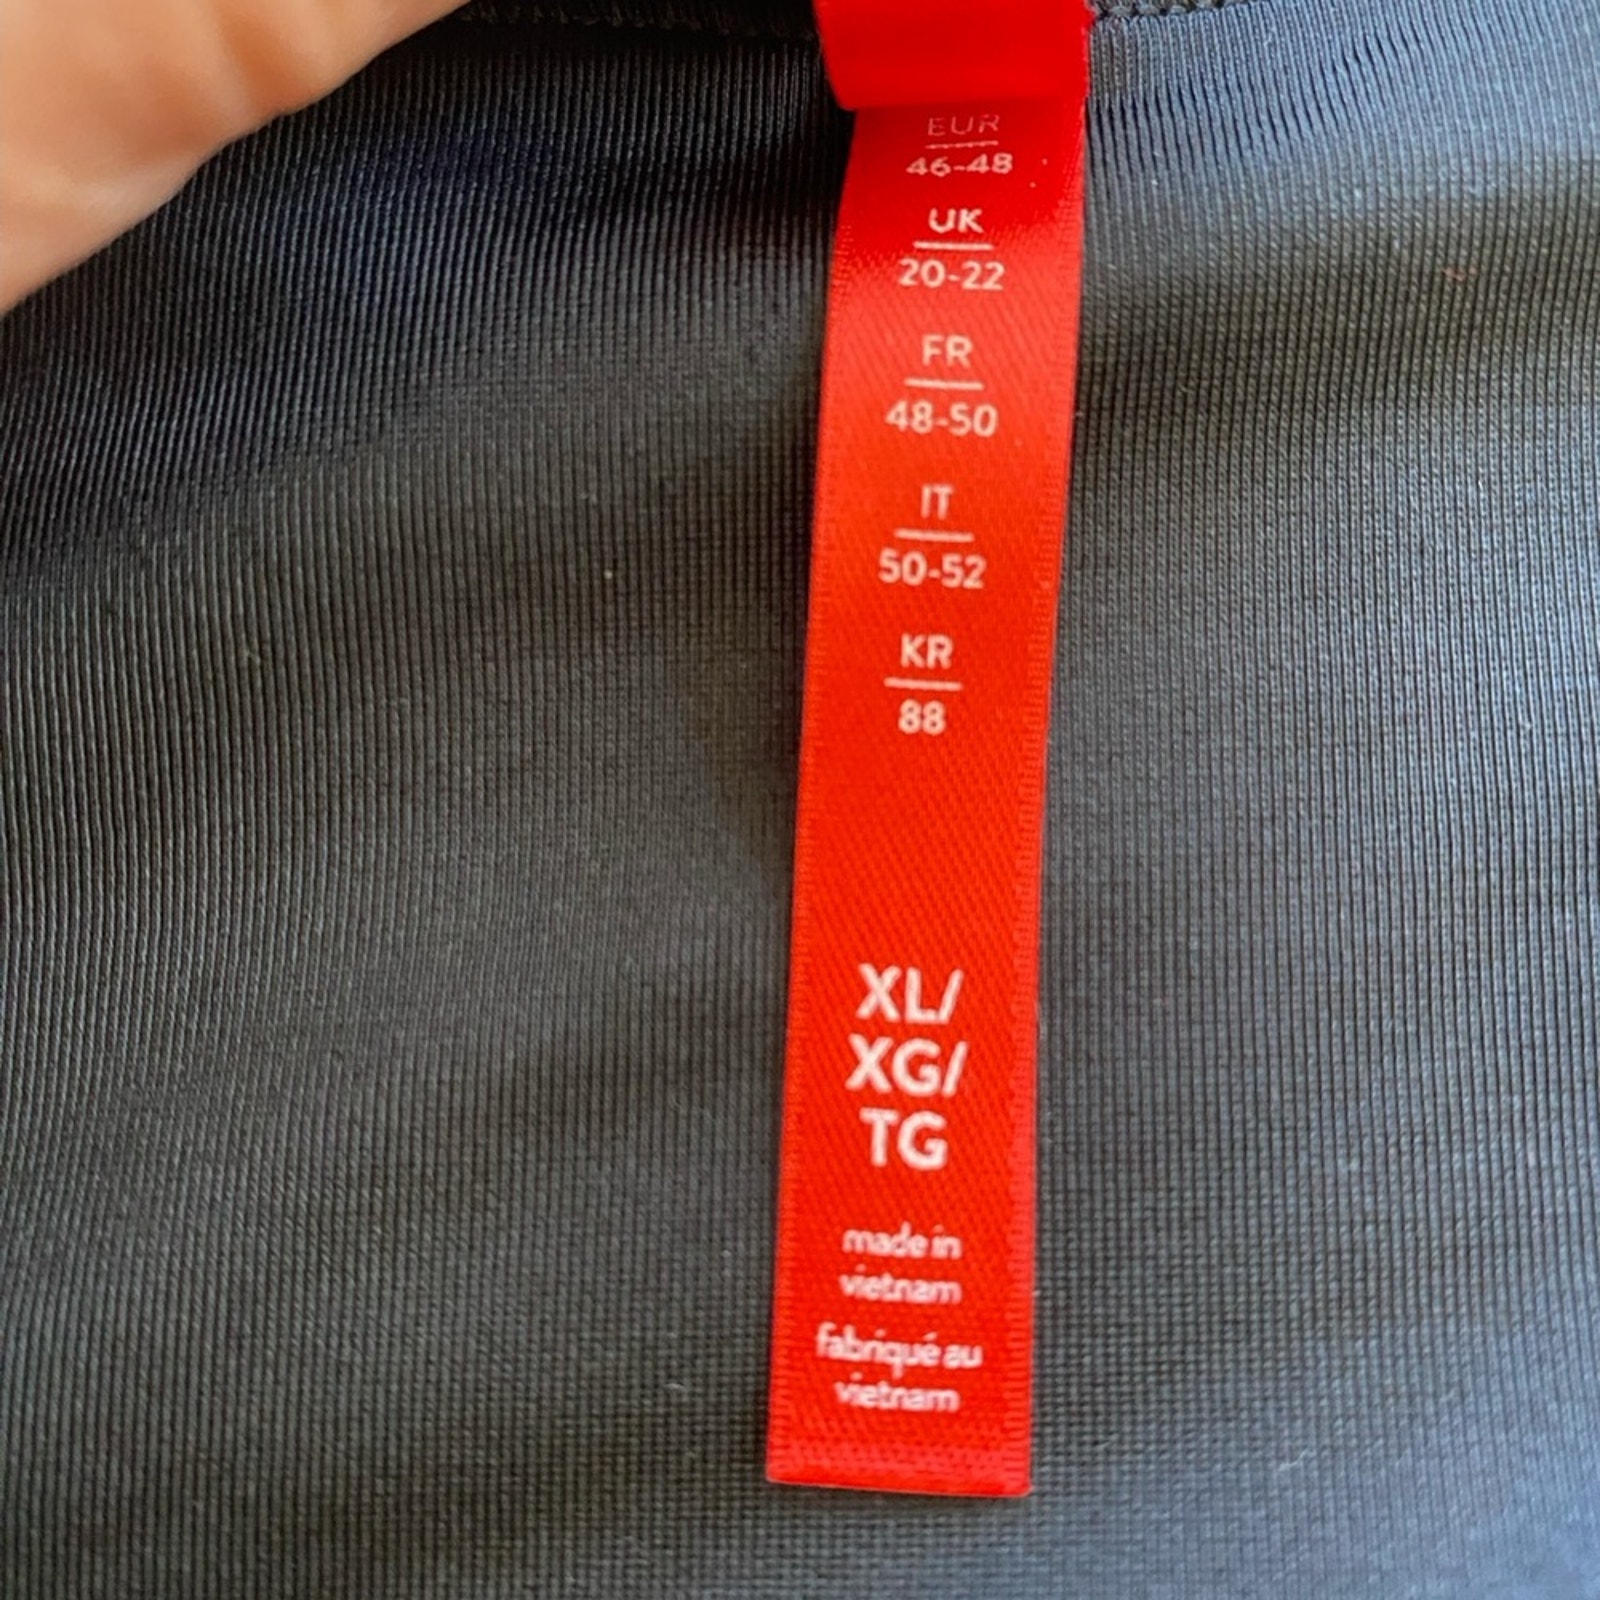 EUR
46-48
UK
20-22
FR
48-50
IT
50-52
KR
88
XL/
XG/
TG
made in
vietnam
fabriqué au
vietnam